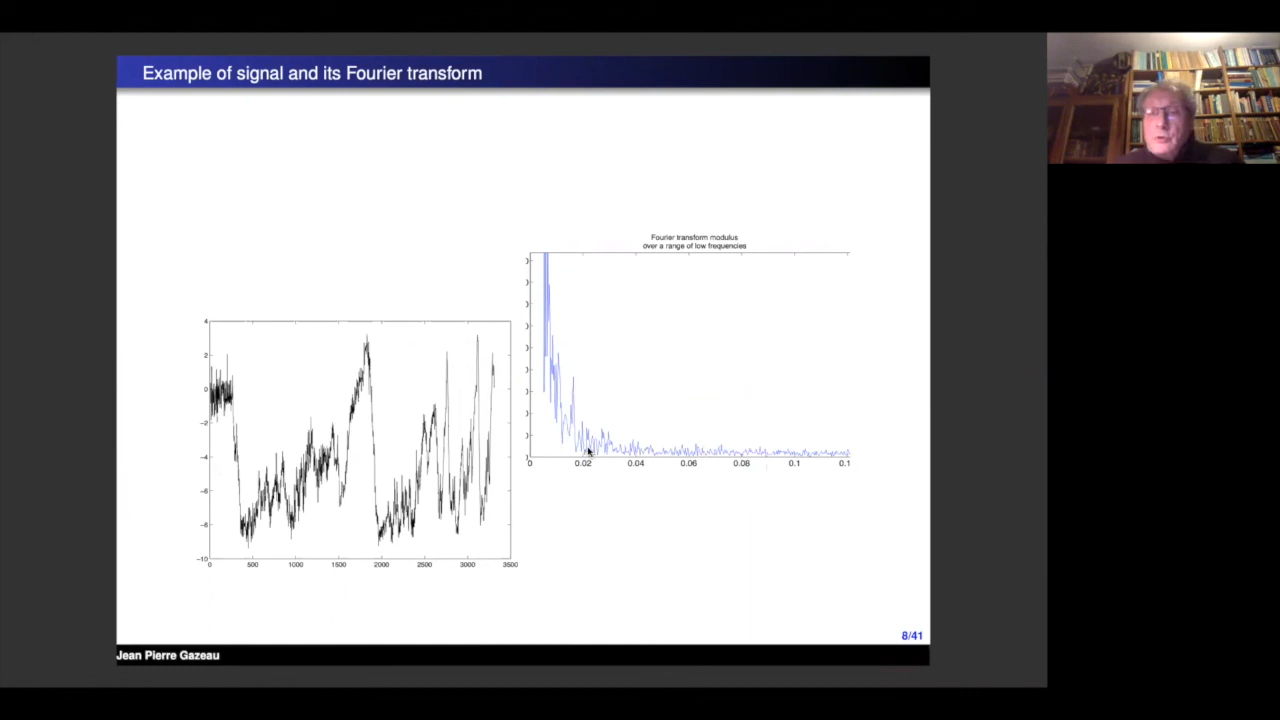 Example of signal and its Fourier transform
Fourier transform modulus
over a range of low frequencies
4
2
0
−2
−4
−6
−8
−10
0 500 1000 1500 2000 2500 3000 3500
0 0.02 0.04 0.06 0.08 0.1 0.1
8/41
Jean Pierre Gazeau